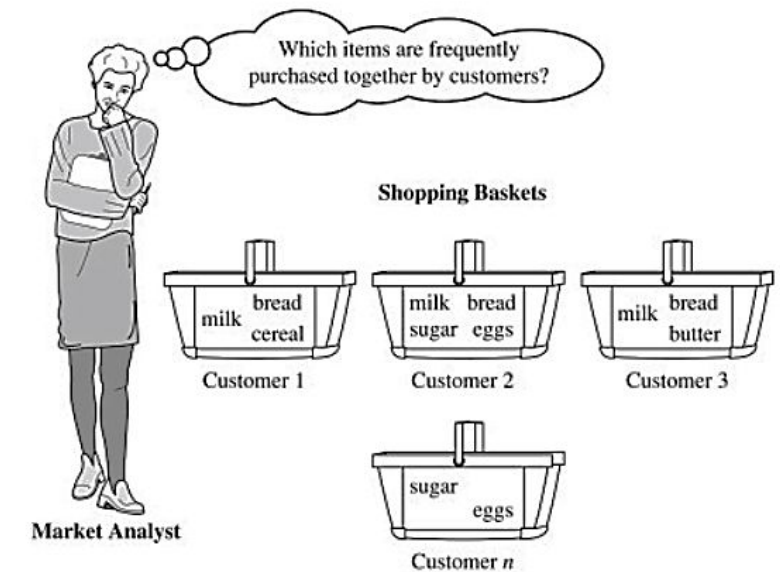 Which items are frequently
purchased together by customers?
Shopping Baskets
milk bread
cereal
Customer 1
milk bread
sugar eggs
Customer 2
milk bread
butter
Customer 3
sugar
eggs
Customer n
Market Analyst